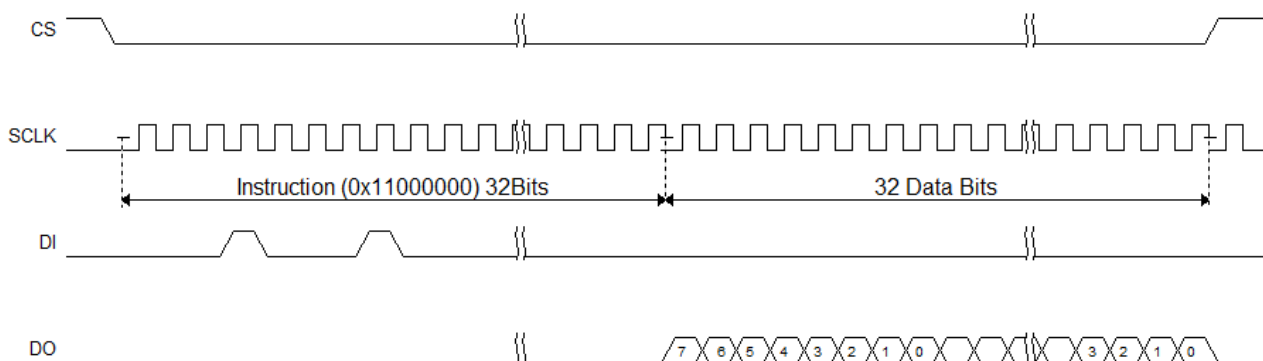 CS
SCLK
Instruction (0x11000000) 32Bits
32 Data Bits
DI
DO
7 6 5 4 3 2 1 0 3 2 1 0